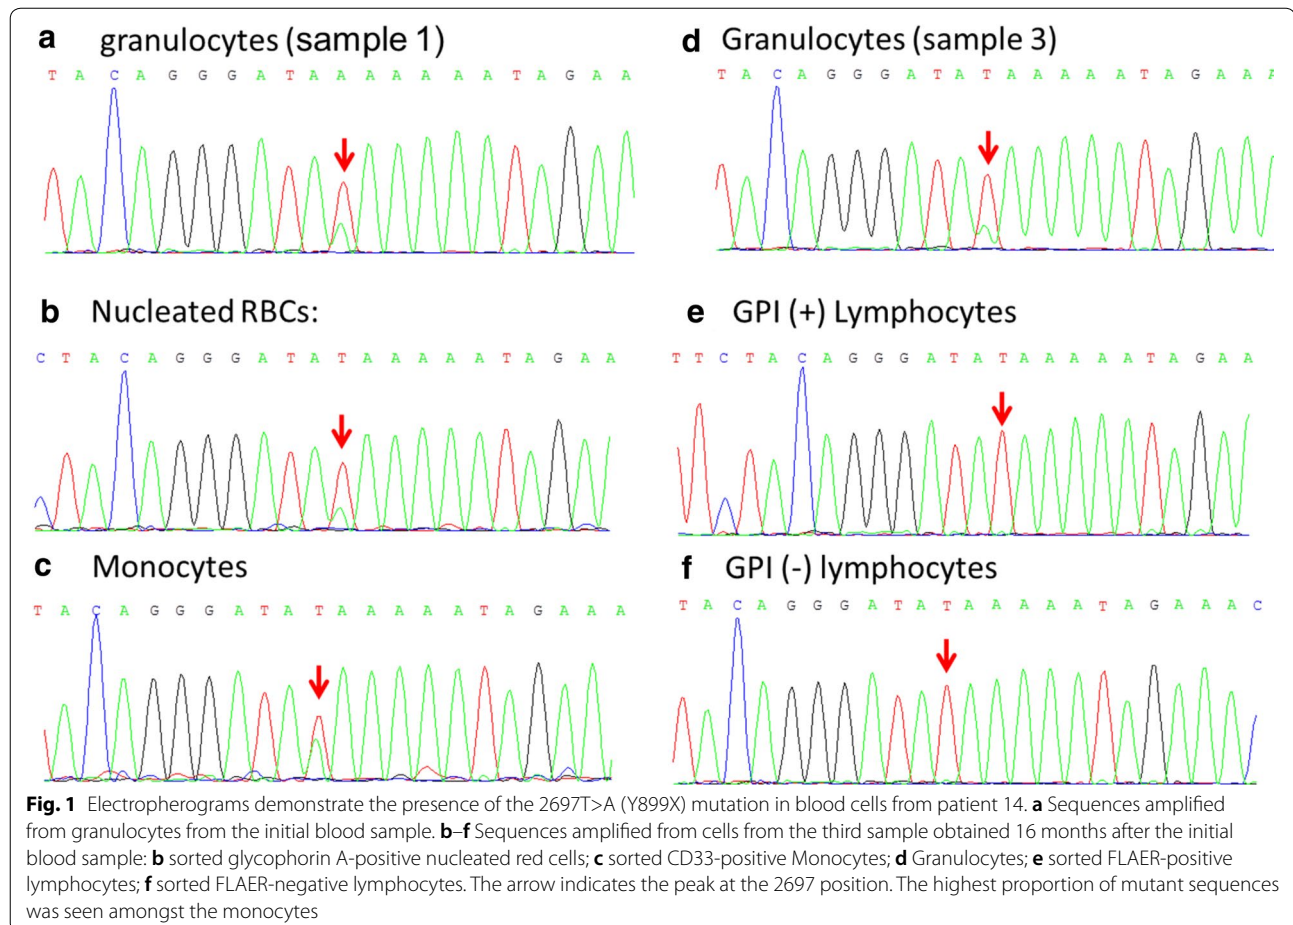 a granulocytes (sample 1)
T A C A G G G A T A A A A A A T A G A A
b Nucleated RBCs:
C T A C A G G G A T A T A A A A A T A G A A
c Monocytes
T A C A G G G A T A T A A A A A T A G A A A
d Granulocytes (sample 3)
T A C A G G G A T A T A A A A A T A G A A A
e GPI (+) Lymphocytes
T T C T A C A G G G A T A T A A A A A T A G A A
f GPI (-) lymphocytes
T A C A G G G A T A T A A A A A T A G A A A C
Fig. 1 Electropherograms demonstrate the presence of the 2697T>A (Y899X) mutation in blood cells from patient 14. a Sequences amplified
from granulocytes from the initial blood sample. b–f Sequences amplified from cells from the third sample obtained 16 months after the initial
blood sample: b sorted glycophorin A-positive nucleated red cells; c sorted CD33-positive Monocytes; d Granulocytes; e sorted FLAER-positive
lymphocytes; f sorted FLAER-negative lymphocytes. The arrow indicates the peak at the 2697 position. The highest proportion of mutant sequences
was seen amongst the monocytes